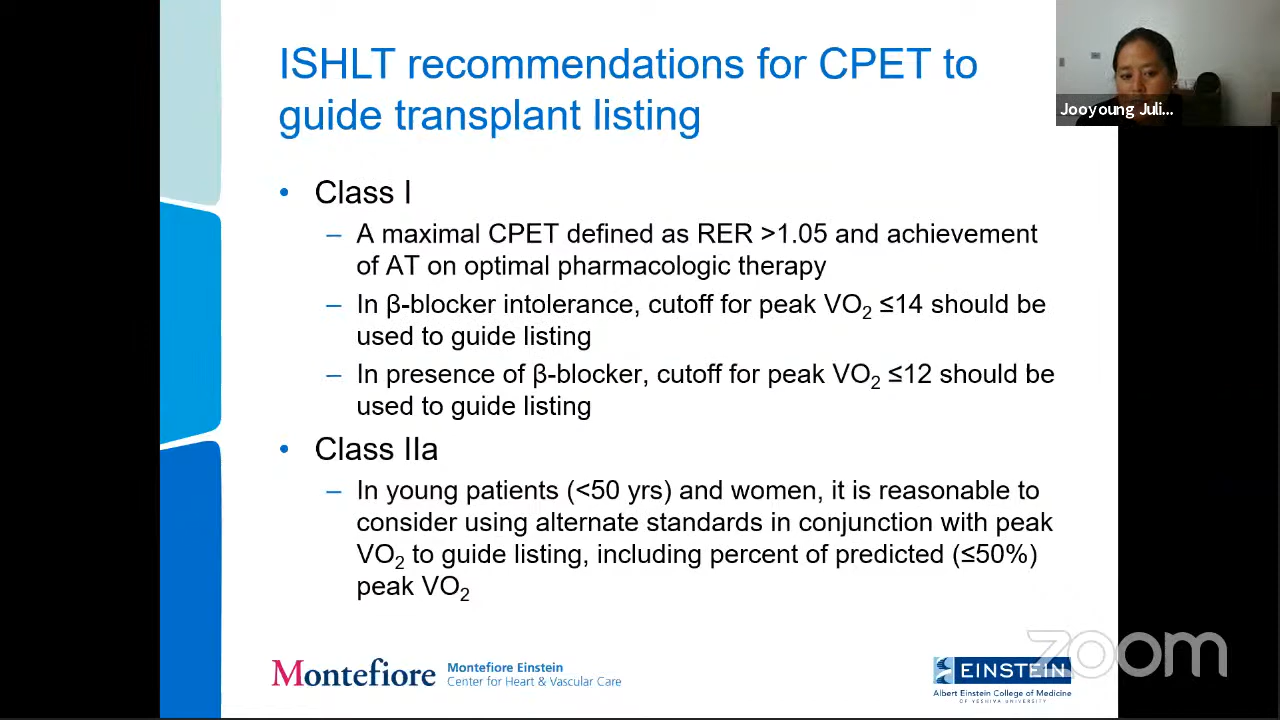 ISHLT recommendations for CPET to
guide transplant listing
Jooyoung Juli...
• Class I
– A maximal CPET defined as RER >1.05 and achievement
of AT on optimal pharmacologic therapy
– In β-blocker intolerance, cutoff for peak VO₂ ≤14 should be
used to guide listing
– In presence of β-blocker, cutoff for peak VO₂ ≤12 should be
used to guide listing
• Class IIa
– In young patients (<50 yrs) and women, it is reasonable to
consider using alternate standards in conjunction with peak
VO₂ to guide listing, including percent of predicted (≤50%)
peak VO₂
Montefiore
Montefiore Einstein
Center for Heart & Vascular Care
EINSTEIN
Albert Einstein College of Medicine
OF YESHIVA UNIVERSITY
zoom